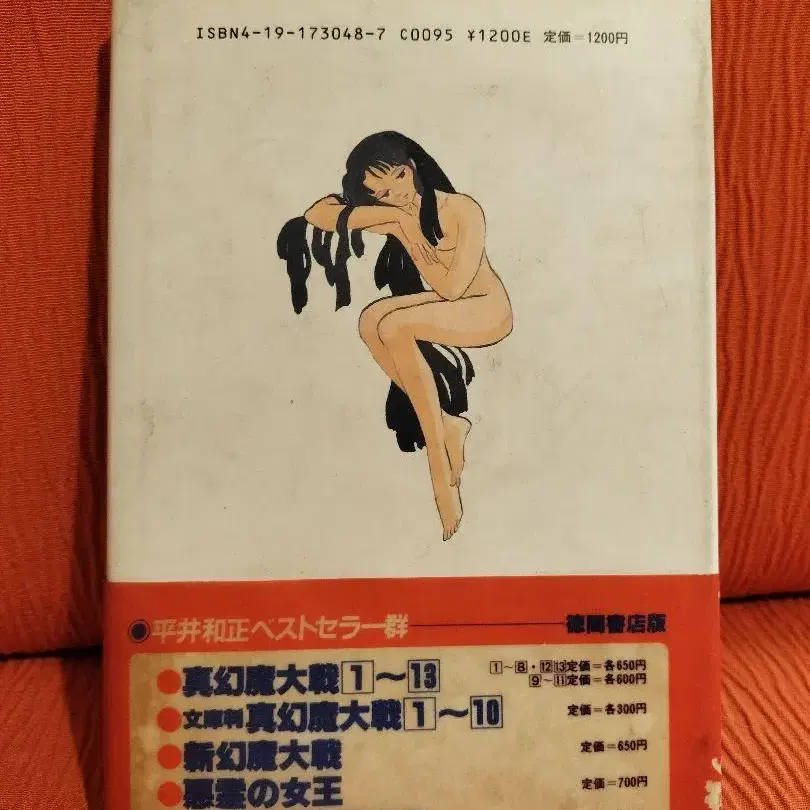 ISBN4-19-173048-7 C0095 ¥1200E 定価=1200円
●平井和正ベストセラー群――――徳間書店版
●真幻魔大戦1〜13 1〜8・12 13定価=各650円
9〜11定価=各600円
●文庫判真幻魔大戦1〜10 定価=各300円
●新幻魔大戦 定価=650円
●悪霊の女王 定価=700円